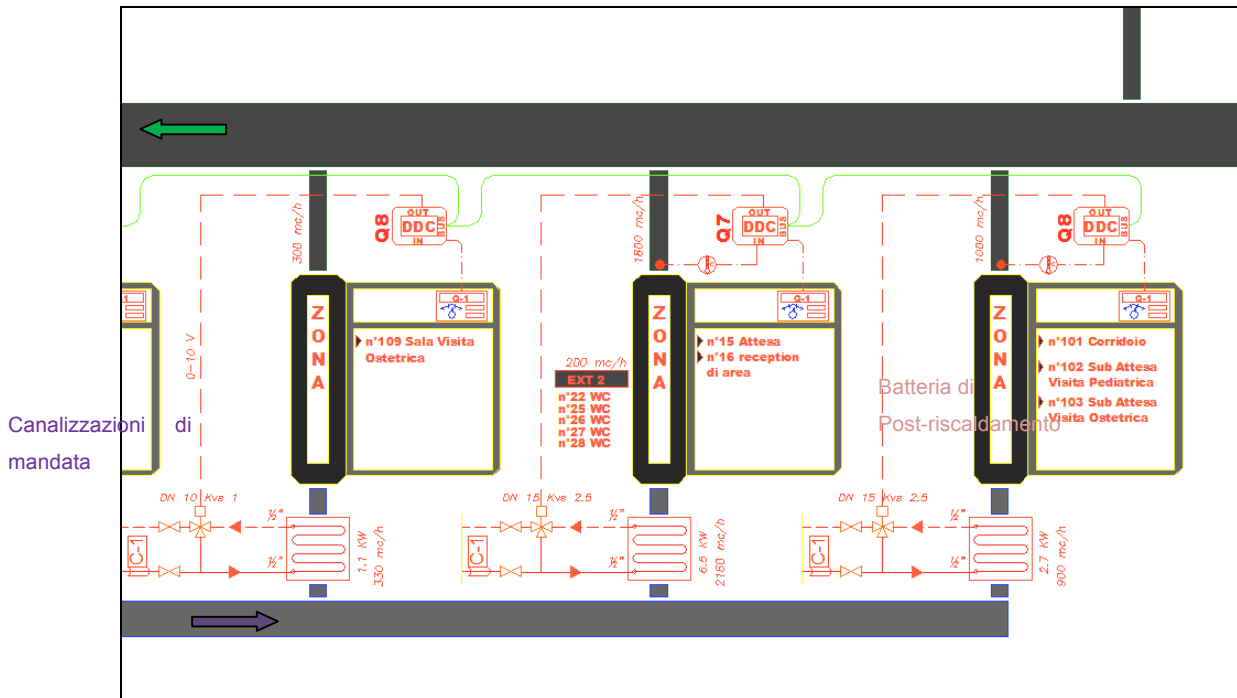 300 mc/h
Q8
OUT
DDC
BUS
IN
1800 mc/h
Q7
OUT
DDC
BUS
IN
1000 mc/h
Q8
OUT
DDC
BUS
IN
-1
0-10 V
ZONA
Q-1
n°109 Sala Visita
Ostetrica
200 mc/h
EXT 2
n°22 WC
n°25 WC
n°26 WC
n°27 WC
n°28 WC
ZONA
Q-1
n°15 Attesa
n°16 reception
di area
Batteria di
Post-riscaldamento
ZONA
Q-1
n°101 Corridoio
n°102 Sub Attesa
Visita Pediatrica
n°103 Sub Attesa
Visita Ostetrica
Canalizzazioni di
mandata
DN 10 Kvs 1
½"
½"
C-1
1.1 KW
330 mc/h
DN 15 Kvs 2.5
½"
½"
C-1
6.5 KW
2160 mc/h
DN 15 Kvs 2.5
½"
½"
C-1
2.7 KW
900 mc/h